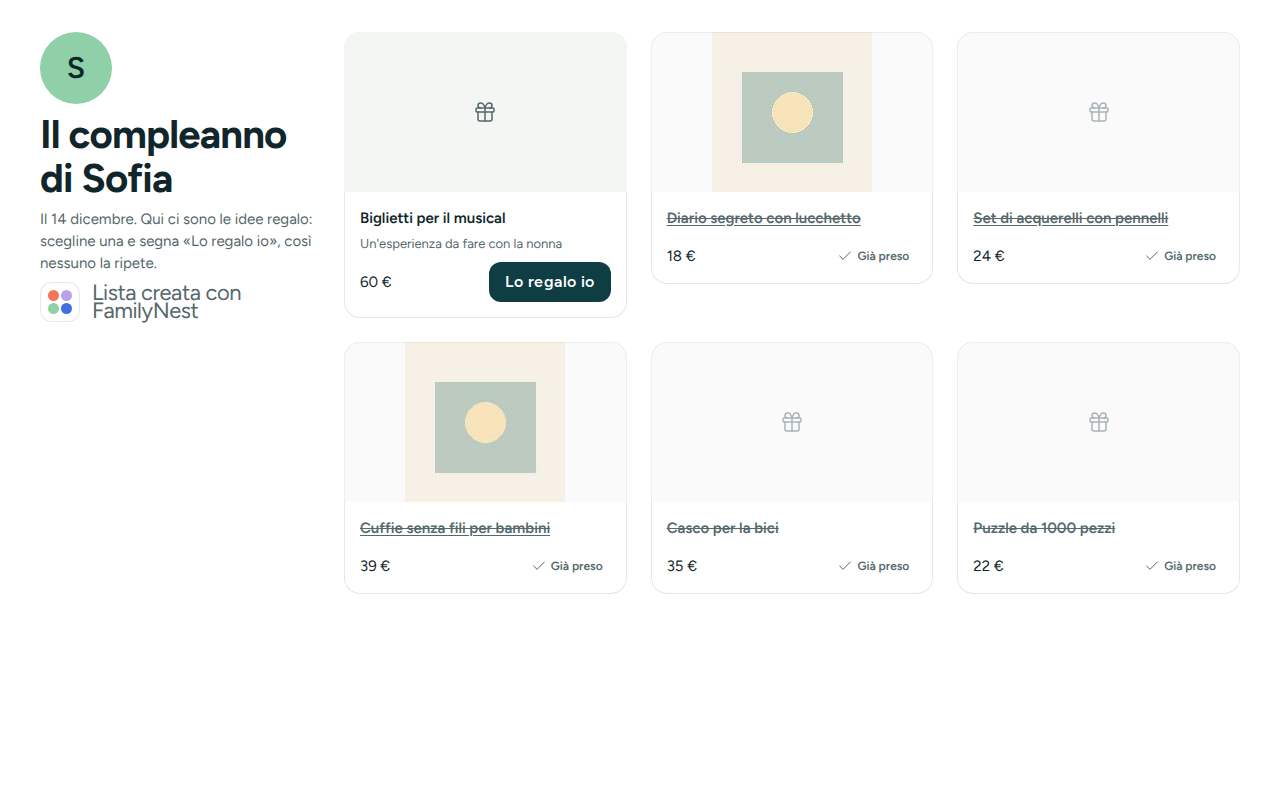 S
Il compleanno
di Sofia
Il 14 dicembre. Qui ci sono le idee regalo:
scegline una e segna «Lo regalo io», così
nessuno la ripete.
Lista creata con
FamilyNest
Biglietti per il musical
Un'esperienza da fare con la nonna
60 €
Lo regalo io
Diario segreto con lucchetto
18 €
Già preso
Set di acquerelli con pennelli
24 €
Già preso
Cuffie senza fili per bambini
39 €
Già preso
Casco per la bici
35 €
Già preso
Puzzle da 1000 pezzi
22 €
Già preso